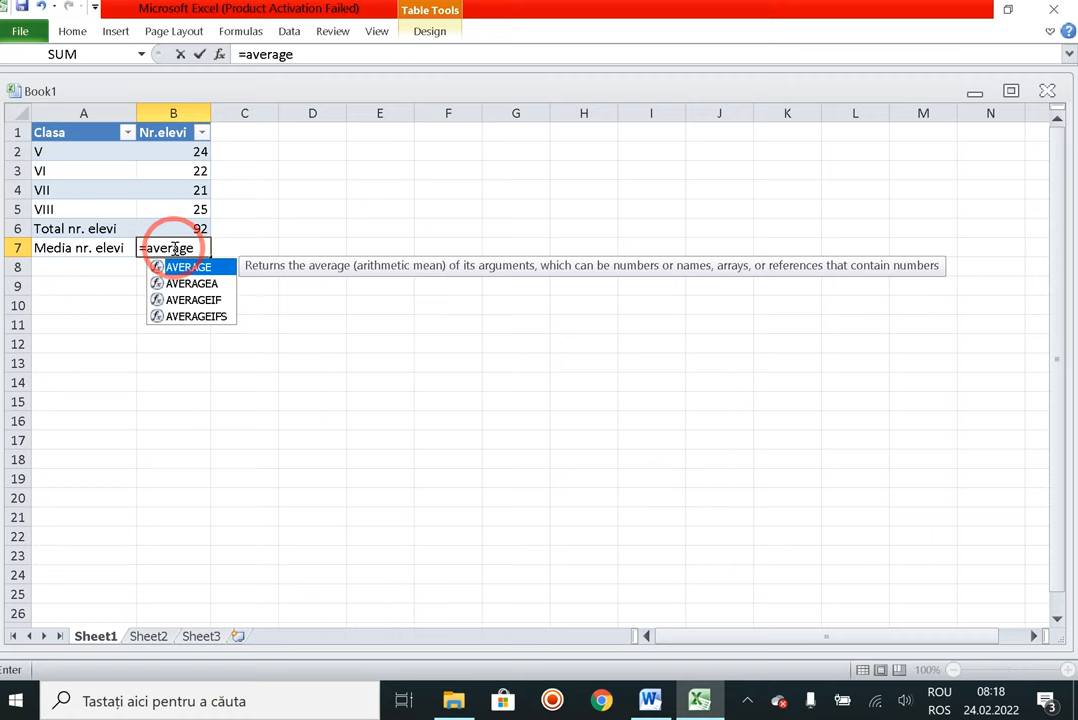 Microsoft Excel (Product Activation Failed)
Table Tools
File Home Insert Page Layout Formulas Data Review View Design
SUM =average
Book1
A B C D E F G H I J K L M N
1 Clasa Nr.elevi
2 V 24
3 VI 22
4 VII 21
5 VIII 25
6 Total nr. elevi 92
7 Media nr. elevi =average
8 AVERAGE Returns the average (arithmetic mean) of its arguments, which can be numbers or names, arrays, or references that contain numbers
9 AVERAGEA
10 AVERAGEIF
11 AVERAGEIFS
12
13
14
15
16
17
18
19
20
21
22
23
24
25
26
Sheet1 Sheet2 Sheet3
Enter 100%
Tastați aici pentru a căuta
ROU 08:18
ROS 24.02.2022
3